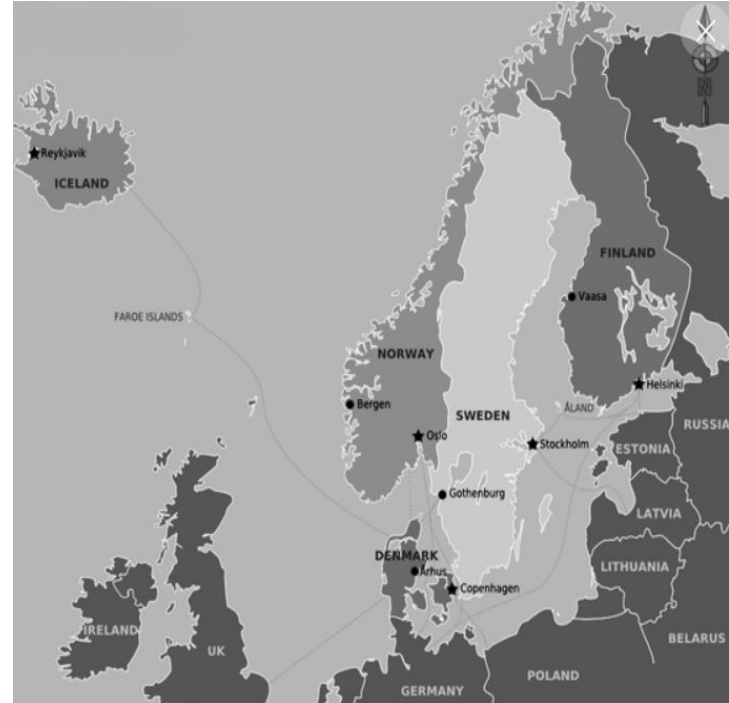 N
Reykjavik
ICELAND
FINLAND
Vaasa
FAROE ISLANDS
NORWAY
Helsinki
Bergen
ÅLAND
SWEDEN
RUSSIA
Oslo
Stockholm
ESTONIA
Gothenburg
LATVIA
DENMARK
LITHUANIA
Århus
Copenhagen
IRELAND
BELARUS
UK
POLAND
GERMANY